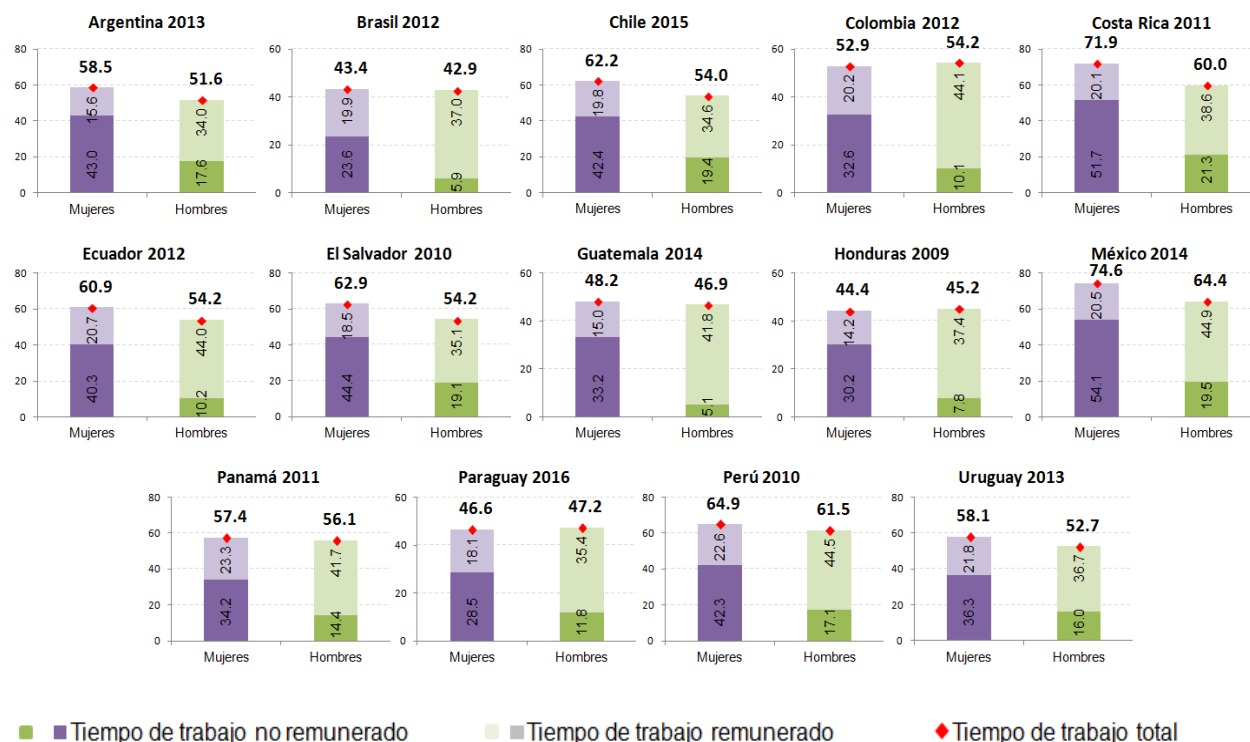 Argentina 2013 Brasil 2012 Chile 2015 Colombia 2012 Costa Rica 2011
80 60 80 60 80
58.5 51.6 43.4 42.9 62.2 54.0 52.9 54.2 71.9 60.0
60 40 60 40 60
15.6 34.0 19.9 37.0 19.8 34.6 20.2 44.1 20.1 38.6
40 20 40 20 40
43.0 17.6 23.6 5.9 42.4 19.4 32.6 10.1 51.7 21.3
20 20 20
0 0 0 0 0
Mujeres Hombres Mujeres Hombres Mujeres Hombres Mujeres Hombres Mujeres Hombres
Ecuador 2012 El Salvador 2010 Guatemala 2014 Honduras 2009 México 2014
80 80 60 60 80
60.9 54.2 62.9 54.2 48.2 46.9 44.4 45.2 74.6 64.4
60 60 40 40 60
20.7 44.0 18.5 35.1 15.0 41.8 14.2 37.4 20.5 44.9
40 40 20 20 40
40.3 10.2 44.4 19.1 33.2 5.1 30.2 7.8 54.1 19.5
20 20 20
0 0 0 0 0
Mujeres Hombres Mujeres Hombres Mujeres Hombres Mujeres Hombres Mujeres Hombres
Panamá 2011 Paraguay 2016 Perú 2010 Uruguay 2013
80 60 80 80
57.4 56.1 46.6 47.2 64.9 61.5 58.1 52.7
60 40 60 60
23.3 41.7 18.1 35.4 22.6 44.5 21.8 36.7
40 20 40 40
34.2 14.4 28.5 11.8 42.3 17.1 36.3 16.0
20 20 20
0 0 0 0
Mujeres Hombres Mujeres Hombres Mujeres Hombres Mujeres Hombres
Tiempo de trabajo no remunerado Tiempo de trabajo remunerado Tiempo de trabajo total